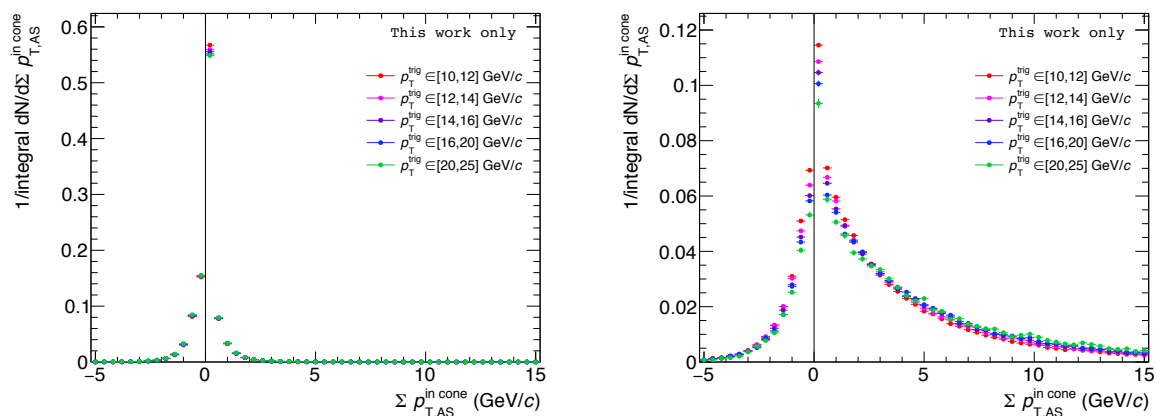 1/integral dN/dΣ p_T,AS^in cone
0.6
0.5
0.4
0.3
0.2
0.1
0
This work only
p_T^trig ∈[10,12] GeV/c
p_T^trig ∈[12,14] GeV/c
p_T^trig ∈[14,16] GeV/c
p_T^trig ∈[16,20] GeV/c
p_T^trig ∈[20,25] GeV/c
−5 0 5 10 15
Σ p_T,AS^in cone (GeV/c)
1/integral dN/dΣ p_T,AS^in cone
0.12
0.1
0.08
0.06
0.04
0.02
0
This work only
p_T^trig ∈[10,12] GeV/c
p_T^trig ∈[12,14] GeV/c
p_T^trig ∈[14,16] GeV/c
p_T^trig ∈[16,20] GeV/c
p_T^trig ∈[20,25] GeV/c
−5 0 5 10 15
Σ p_T,AS^in cone (GeV/c)